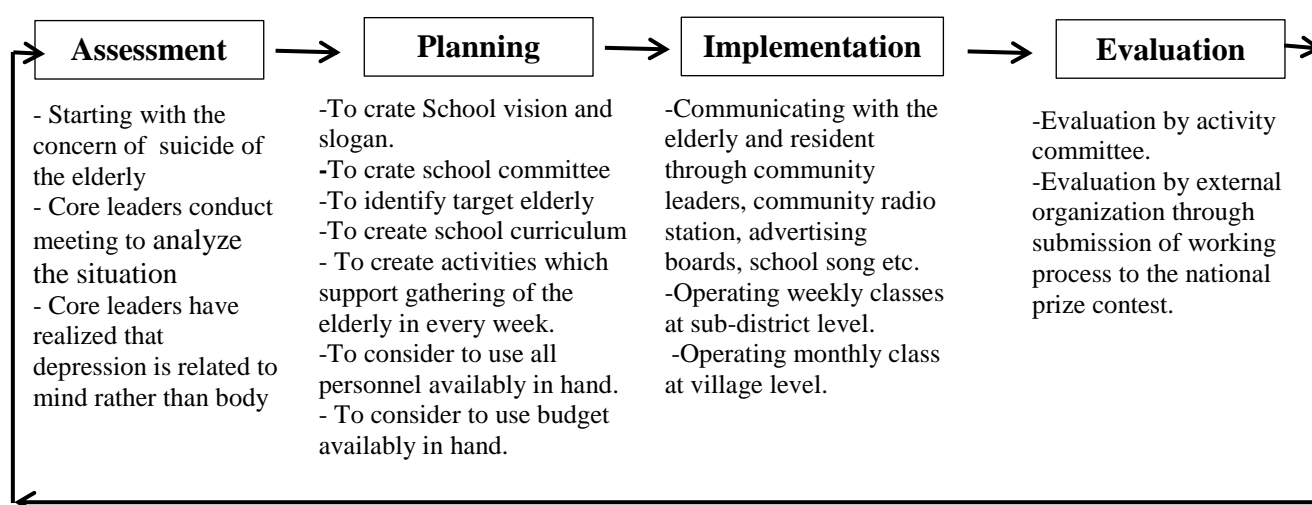 Assessment
- Starting with the
concern of suicide of
the elderly
- Core leaders conduct
meeting to analyze
the situation
- Core leaders have
realized that
depression is related to
mind rather than body
Planning
-To crate School vision and
slogan.
-To crate school committee
-To identify target elderly
-To create school curriculum
- To create activities which
support gathering of the
elderly in every week.
-To consider to use all
personnel availably in hand.
- To consider to use budget
availably in hand.
Implementation
-Communicating with the
elderly and resident
through community
leaders, community radio
station, advertising
boards, school song etc.
-Operating weekly classes
at sub-district level.
-Operating monthly class
at village level.
Evaluation
-Evaluation by activity
committee.
-Evaluation by external
organization through
submission of working
process to the national
prize contest.